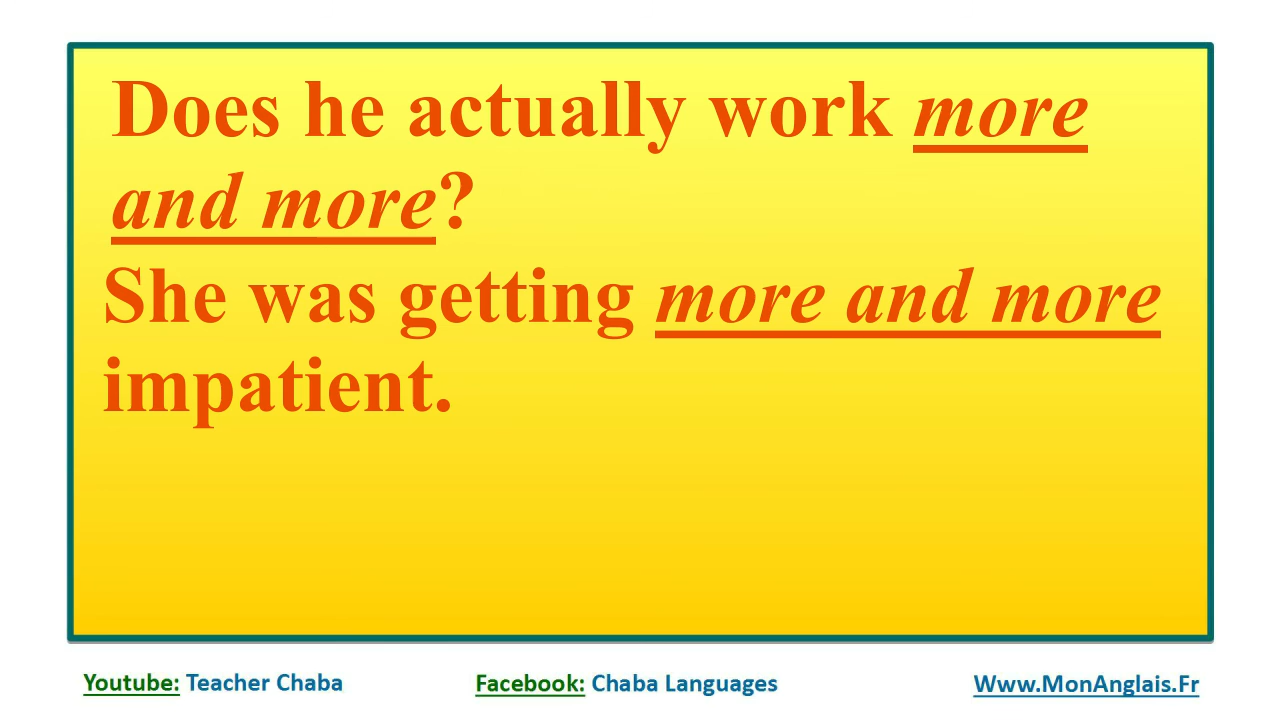 Does he actually work more
and more?
She was getting more and more
impatient.
Youtube: Teacher Chaba Facebook: Chaba Languages Www.MonAnglais.Fr